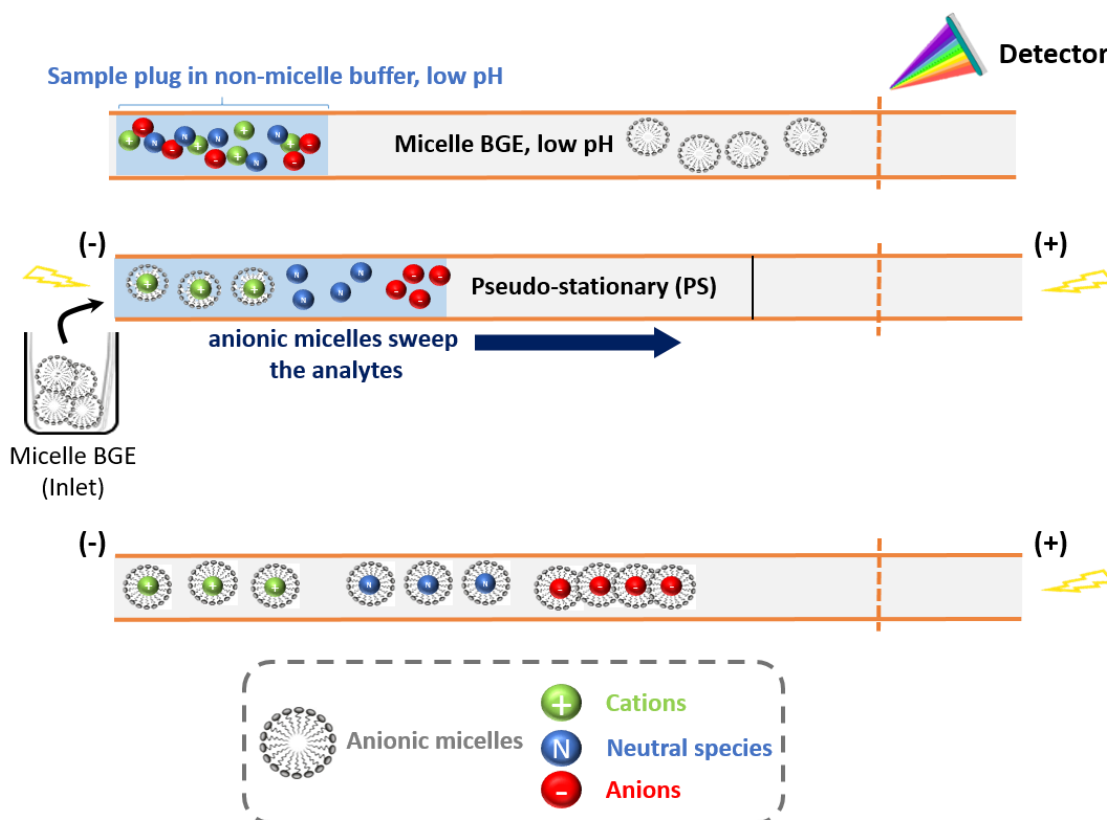 Detector
Sample plug in non-micelle buffer, low pH
Micelle BGE, low pH
(-)
(+)
Pseudo-stationary (PS)
anionic micelles sweep
the analytes
Micelle BGE
(Inlet)
(-)
(+)
Anionic micelles
+ Cations
N Neutral species
- Anions